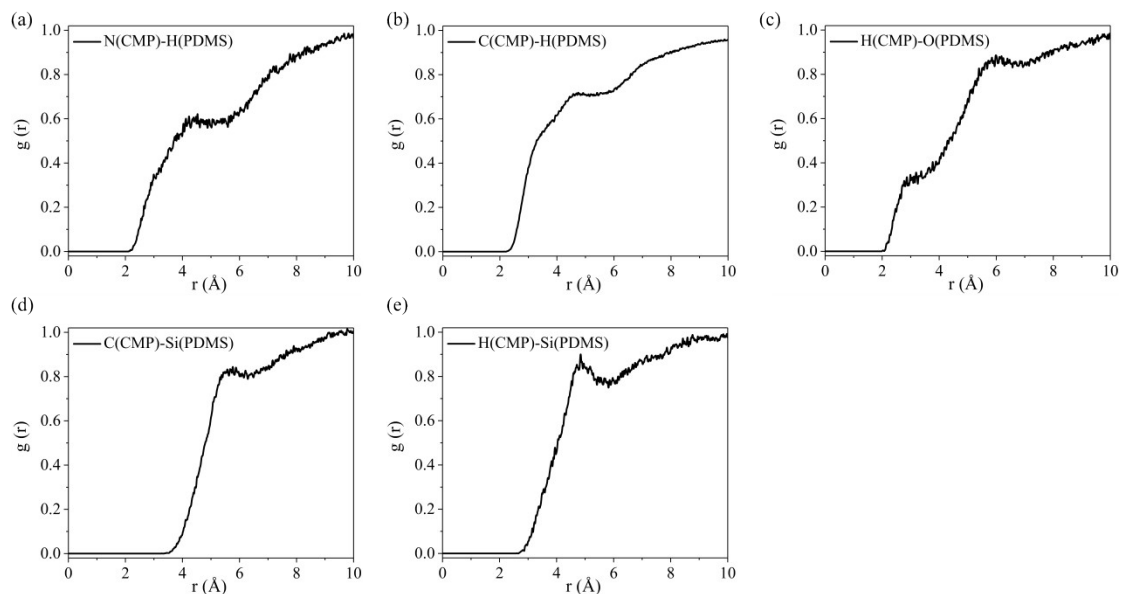 (a)
N(CMP)-H(PDMS)
1.0
0.8
0.6
0.4
0.2
0.0
g (r)
0 2 4 6 8 10
r (Å)
(b)
C(CMP)-H(PDMS)
1.0
0.8
0.6
0.4
0.2
0.0
g (r)
0 2 4 6 8 10
r (Å)
(c)
H(CMP)-O(PDMS)
1.0
0.8
0.6
0.4
0.2
0.0
g (r)
0 2 4 6 8 10
r (Å)
(d)
C(CMP)-Si(PDMS)
1.0
0.8
0.6
0.4
0.2
0.0
g (r)
0 2 4 6 8 10
r (Å)
(e)
H(CMP)-Si(PDMS)
1.0
0.8
0.6
0.4
0.2
0.0
g (r)
0 2 4 6 8 10
r (Å)